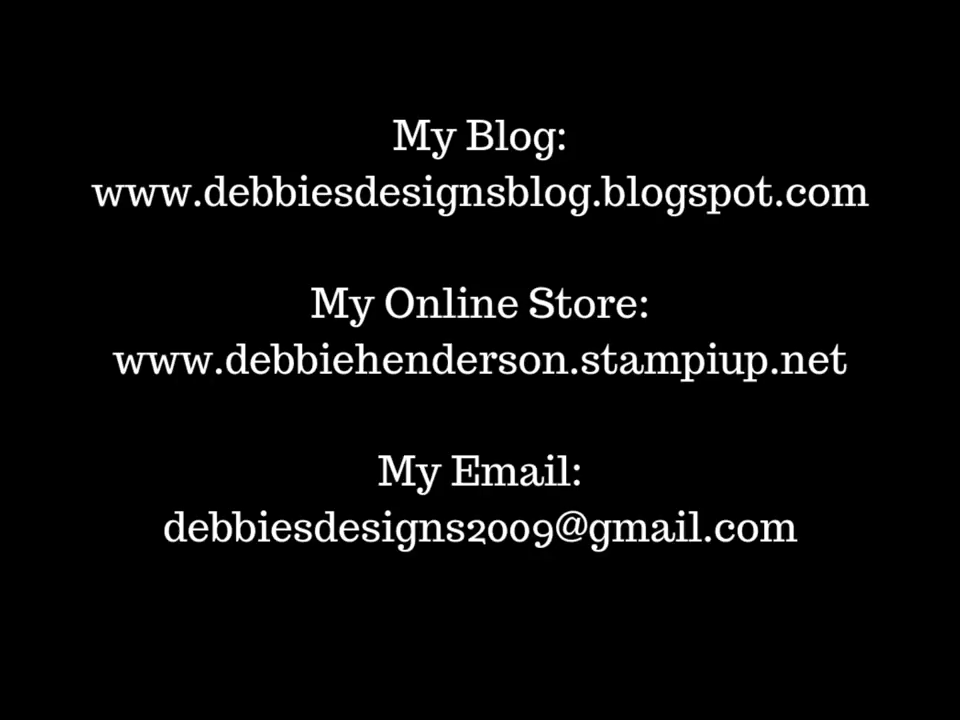 My Blog:
www.debbiesdesignsblog.blogspot.com
My Online Store:
www.debbiehenderson.stampiup.net
My Email:
debbiesdesigns2009@gmail.com